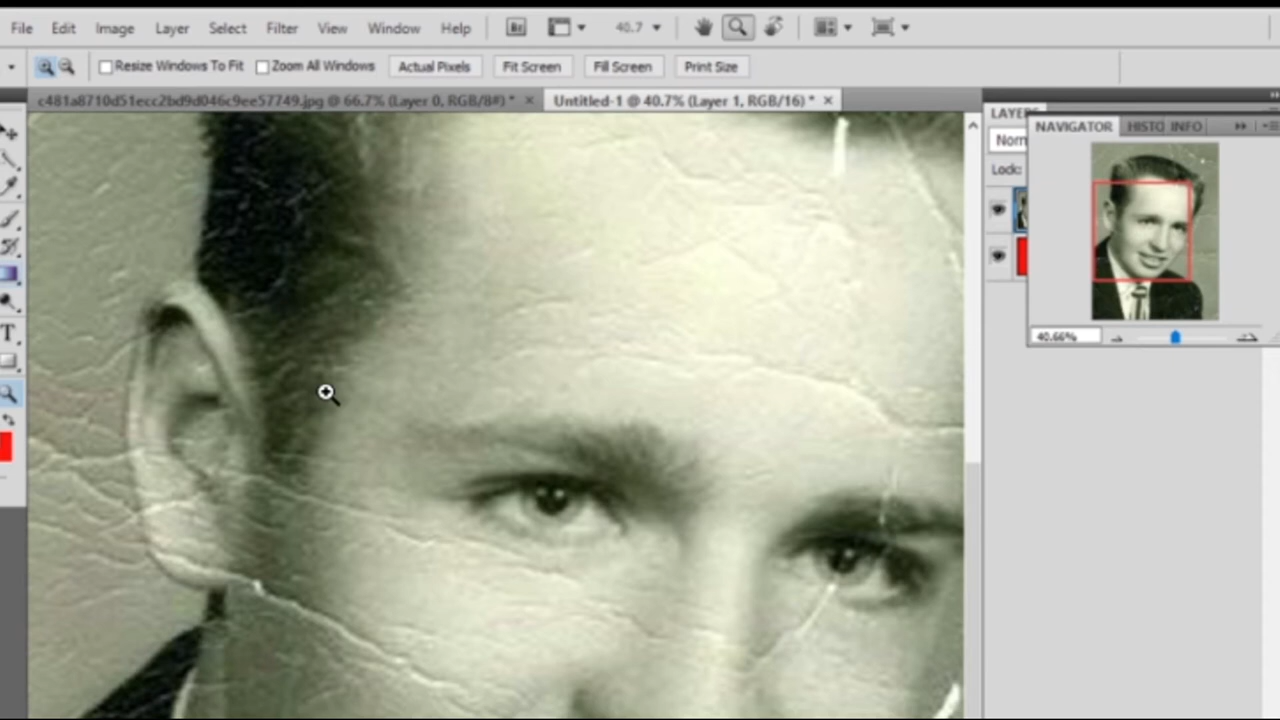 File Edit Image Layer Select Filter View Window Help Br 40.7
Resize Windows To Fit Zoom All Windows Actual Pixels Fit Screen Fill Screen Print Size
c481a8710d51ecc2bd9d046c9ee57749.jpg @ 66.7% (Layer 0, RGB/8#) * × Untitled-1 @ 40.7% (Layer 1, RGB/16) * ×
LAYERS
NAVIGATOR HISTO INFO
Norm
Lock:
T
40.66%